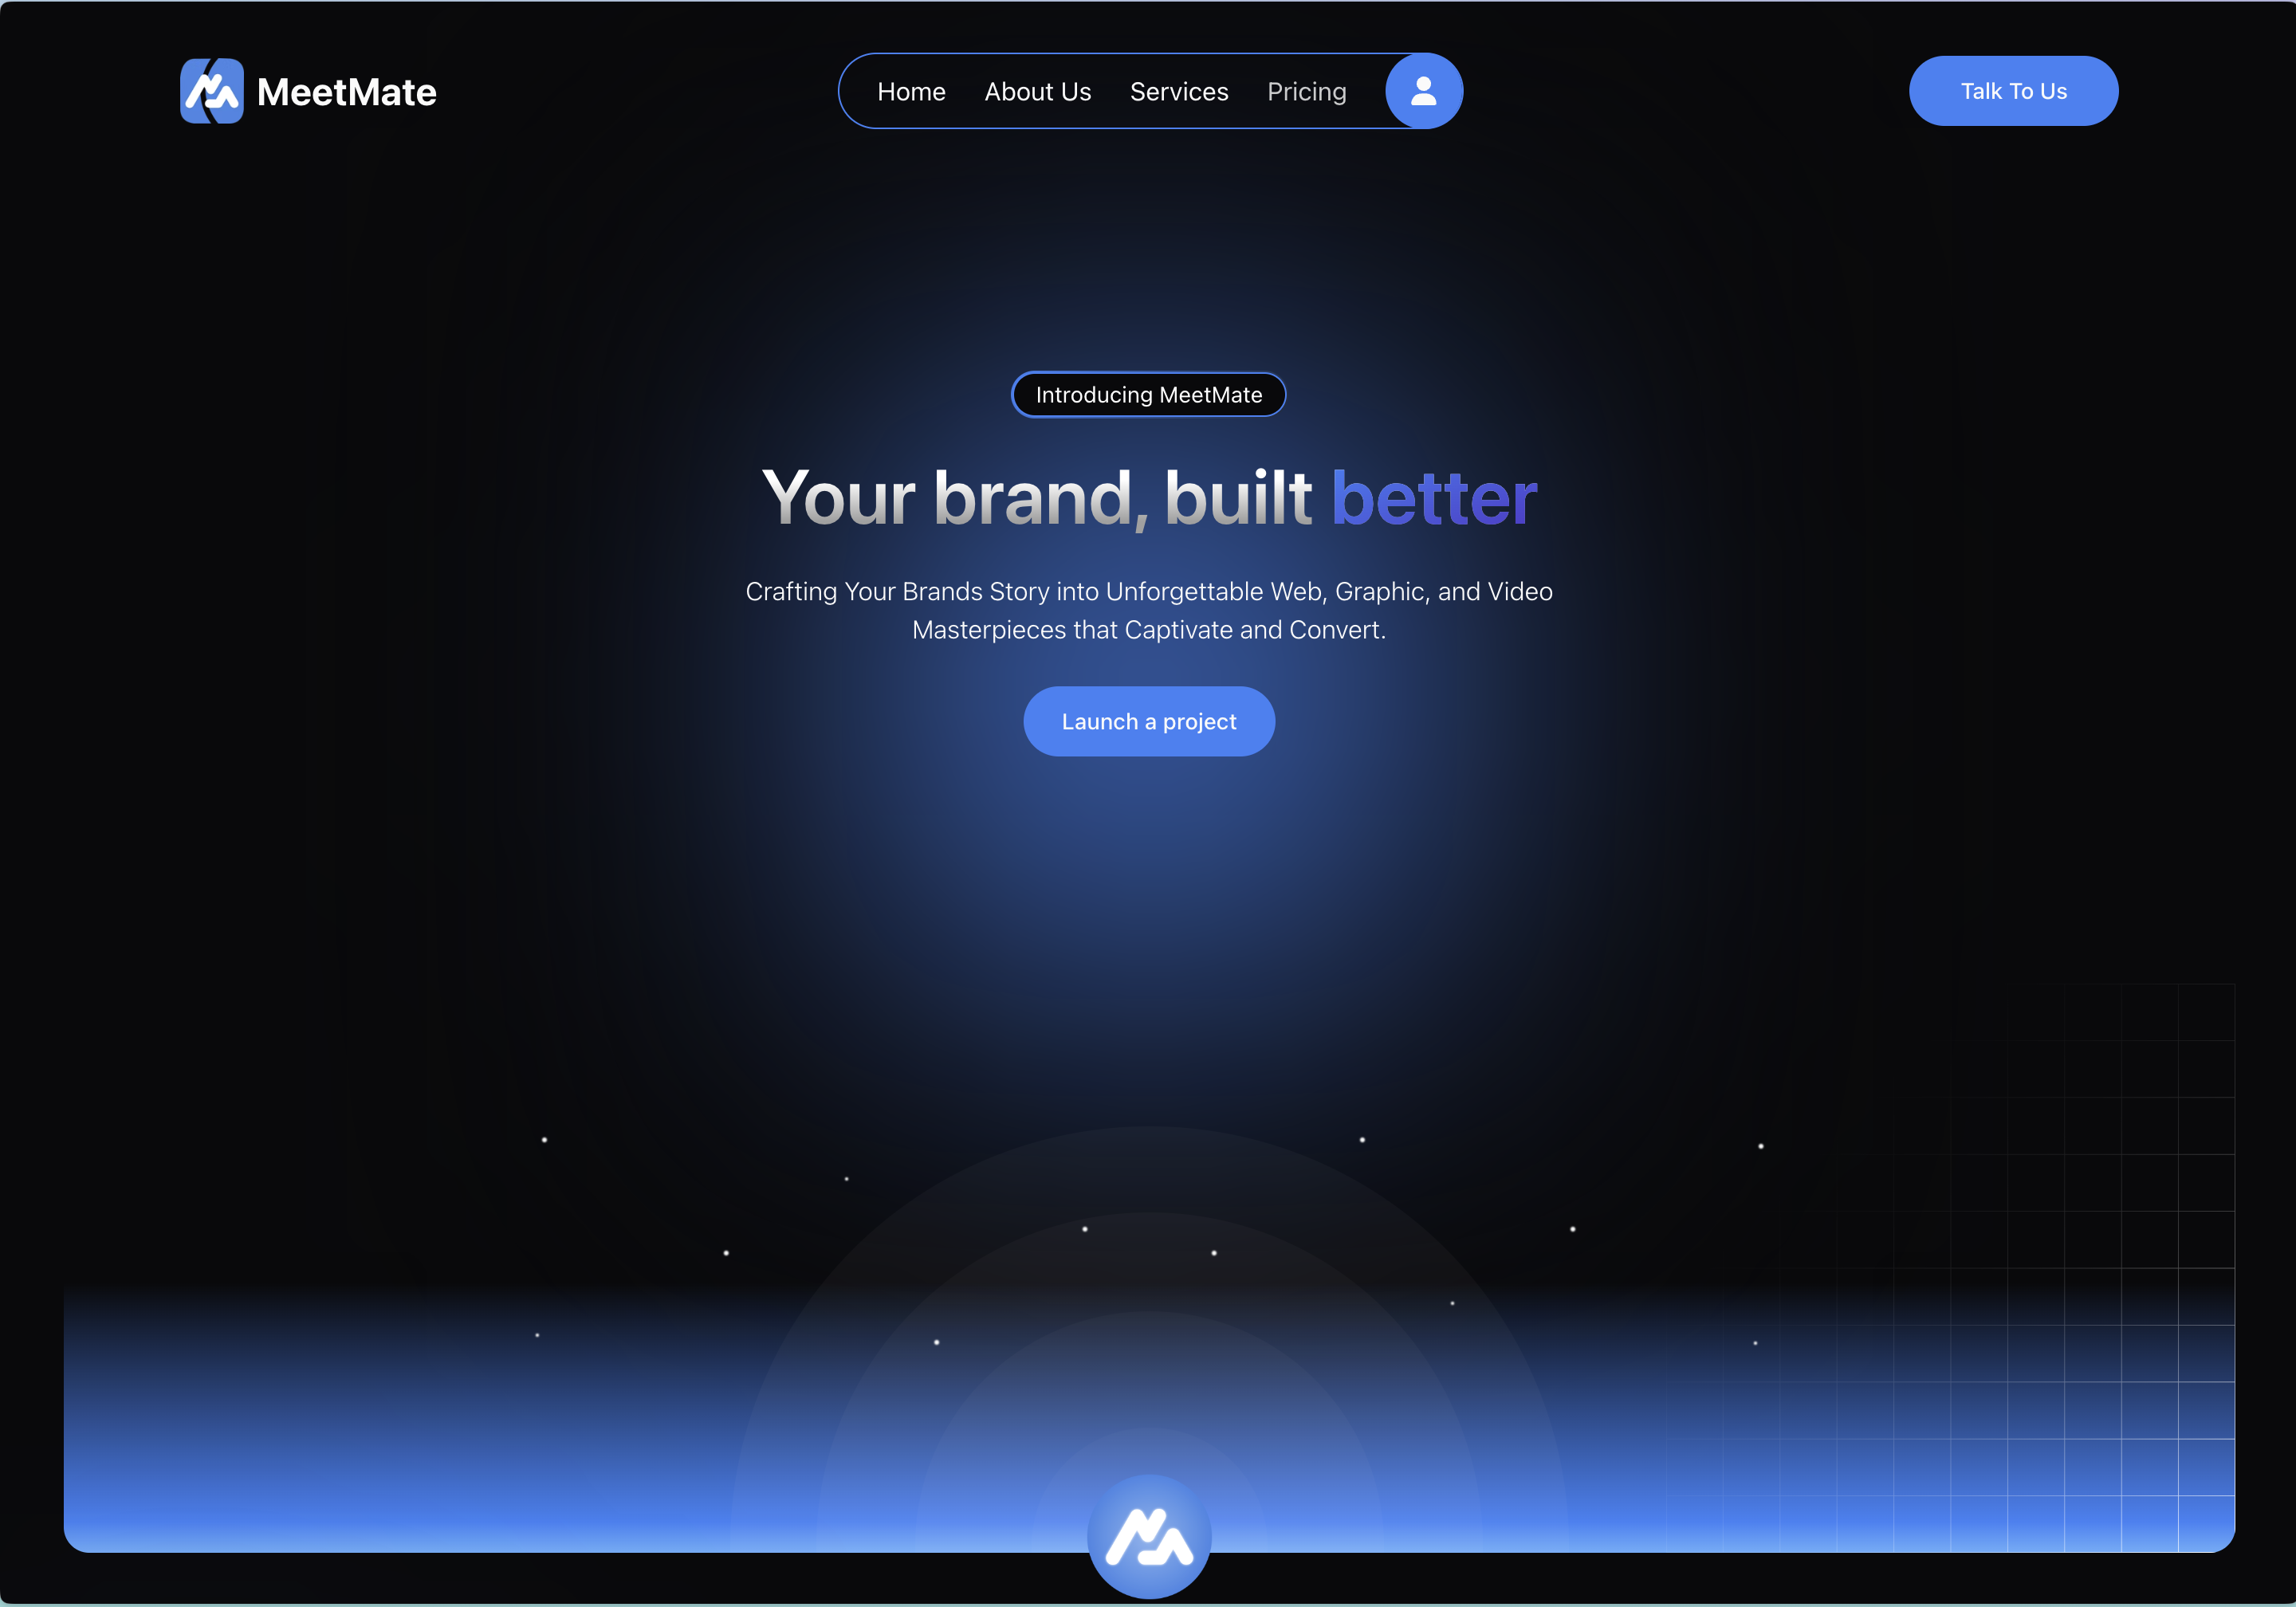 MeetMate
Home About Us Services Pricing
Talk To Us
Introducing MeetMate
Your brand, built better
Crafting Your Brands Story into Unforgettable Web, Graphic, and Video
Masterpieces that Captivate and Convert.
Launch a project